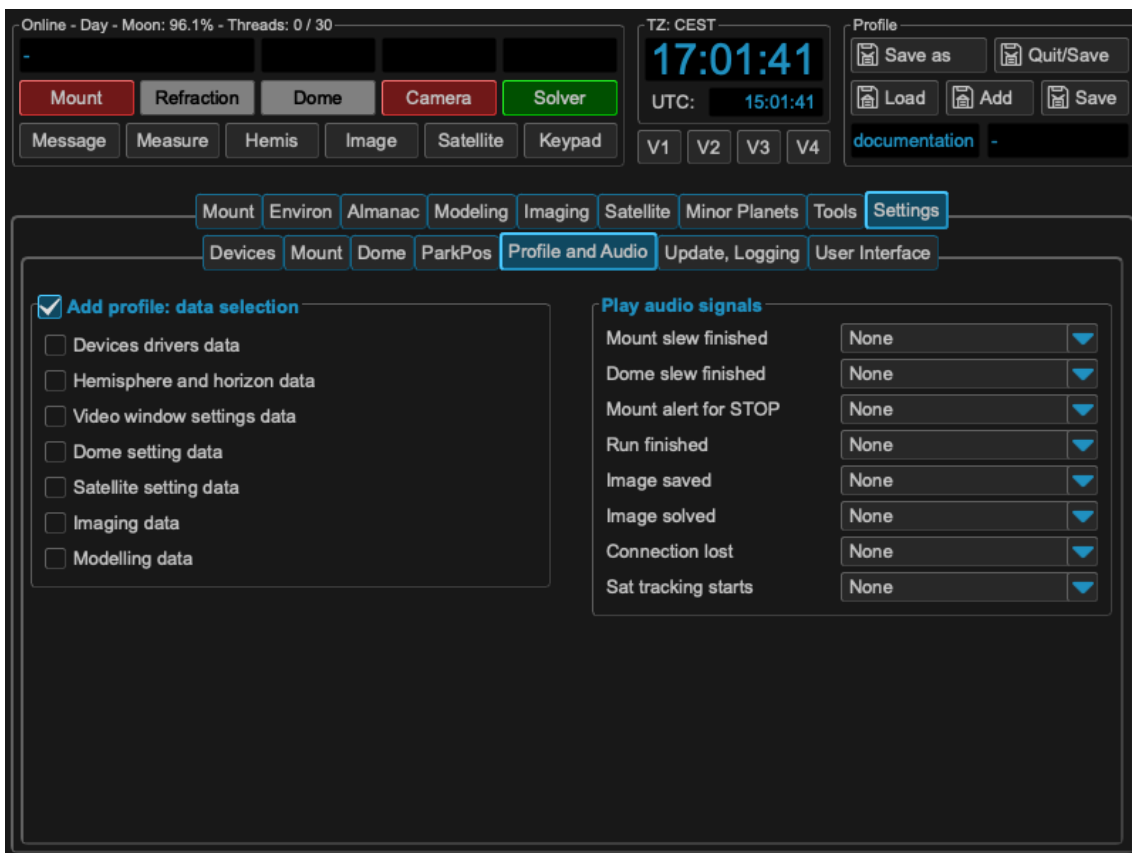 Online - Day - Moon: 96.1% - Threads: 0 / 30
TZ: CEST
Profile
-
17:01:41
Save as
Quit/Save
Mount
Refraction
Dome
Camera
Solver
UTC:
15:01:41
Load
Add
Save
Message
Measure
Hemis
Image
Satellite
Keypad
V1
V2
V3
V4
documentation
-
Mount
Environ
Almanac
Modeling
Imaging
Satellite
Minor Planets
Tools
Settings
Devices
Mount
Dome
ParkPos
Profile and Audio
Update, Logging
User Interface
Add profile: data selection
Devices drivers data
Hemisphere and horizon data
Video window settings data
Dome setting data
Satellite setting data
Imaging data
Modelling data
Play audio signals
Mount slew finished
None
Dome slew finished
None
Mount alert for STOP
None
Run finished
None
Image saved
None
Image solved
None
Connection lost
None
Sat tracking starts
None